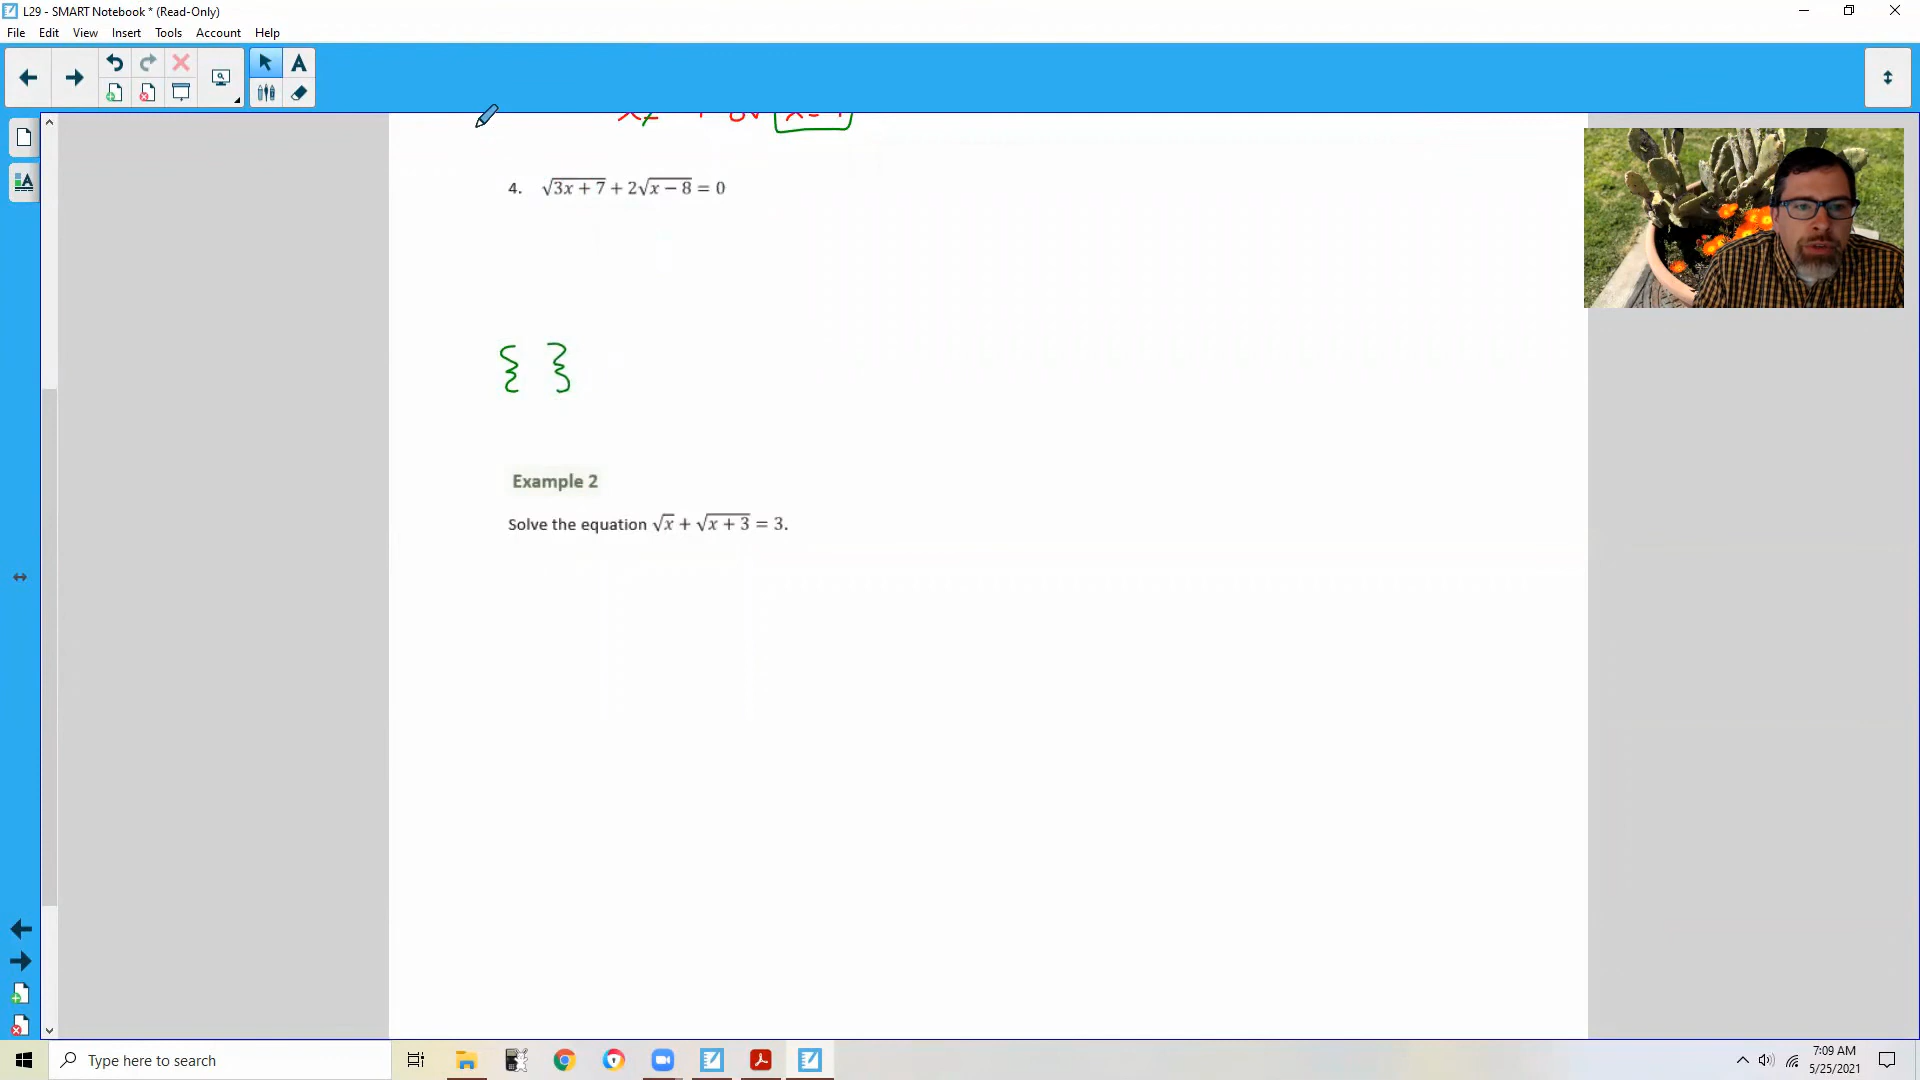 L29 - SMART Notebook * (Read-Only)
File Edit View Insert Tools Account Help
4. √(3x + 7) + 2√(x − 8) = 0
{ }
Example 2
Solve the equation √x + √(x + 3) = 3.
Type here to search
7:09 AM
5/25/2021